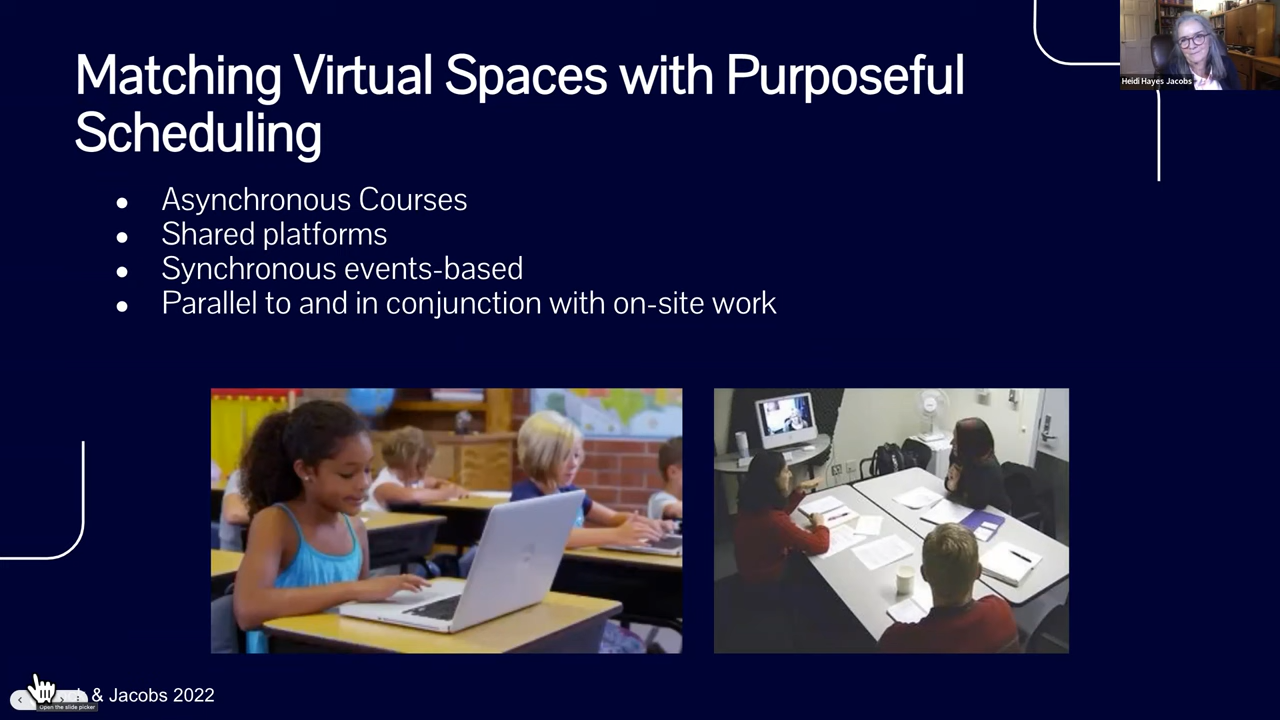 Matching Virtual Spaces with Purposeful
Scheduling
Heidi Hayes Jacobs
● Asynchronous Courses
● Shared platforms
● Synchronous events-based
● Parallel to and in conjunction with on-site work
& Jacobs 2022
Open the slide picker